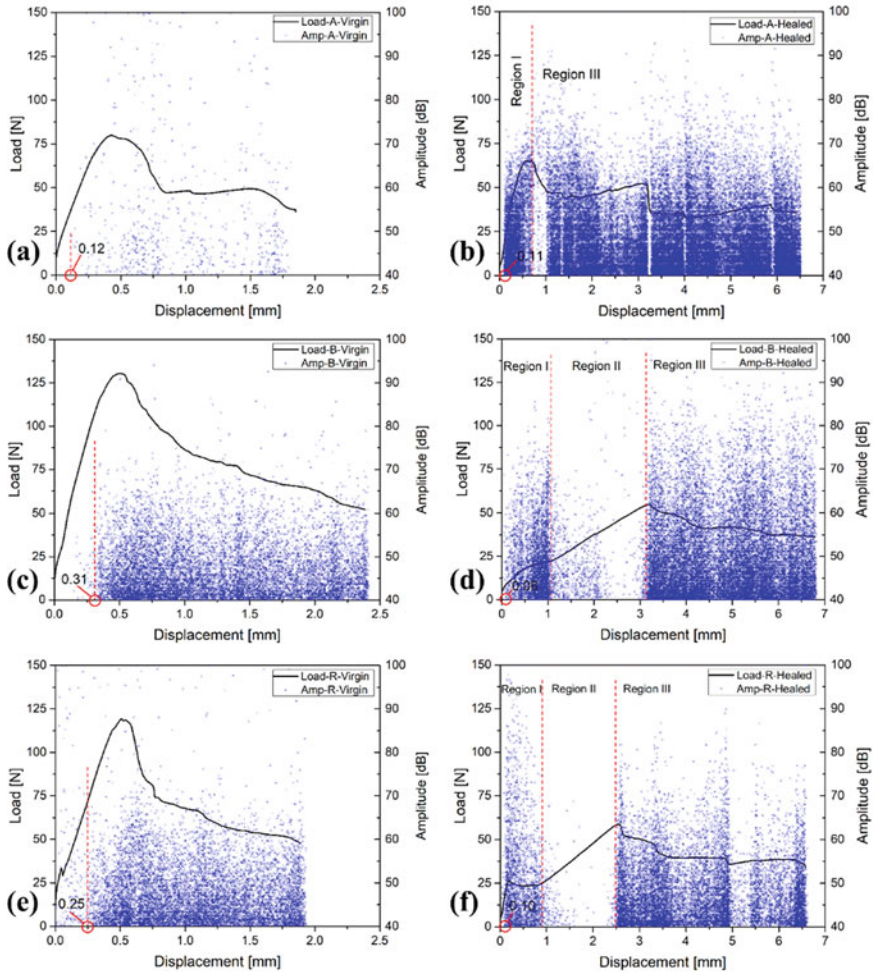 Load-A-Virgin
Amp-A-Virgin
150
125
100
75
50
25
0
Load [N]
100
90
80
70
60
50
40
Amplitude [dB]
(a)
0.12
0.0 0.5 1.0 1.5 2.0 2.5
Displacement [mm]
Load-A-Healed
Amp-A-Healed
Region I
Region III
150
125
100
75
50
25
0
Load [N]
100
90
80
70
60
50
40
Amplitude [dB]
(b)
0.11
0 1 2 3 4 5 6 7
Displacement [mm]
Load-B-Virgin
Amp-B-Virgin
150
125
100
75
50
25
0
Load [N]
100
90
80
70
60
50
40
Amplitude [dB]
(c)
0.31
0.0 0.5 1.0 1.5 2.0 2.5
Displacement [mm]
Load-B-Healed
Amp-B-Healed
Region I Region II Region III
150
125
100
75
50
25
0
Load [N]
100
90
80
70
60
50
40
Amplitude [dB]
(d)
0 1 2 3 4 5 6 7
Displacement [mm]
Load-R-Virgin
Amp-R-Virgin
150
125
100
75
50
25
0
Load [N]
100
90
80
70
60
50
40
Amplitude [dB]
(e)
0.25
0.0 0.5 1.0 1.5 2.0 2.5
Displacement [mm]
Load-R-Healed
Amp-R-Healed
Region I Region II Region III
150
125
100
75
50
25
0
Load [N]
100
90
80
70
60
50
40
Amplitude [dB]
(f)
0.10
0 1 2 3 4 5 6 7
Displacement [mm]